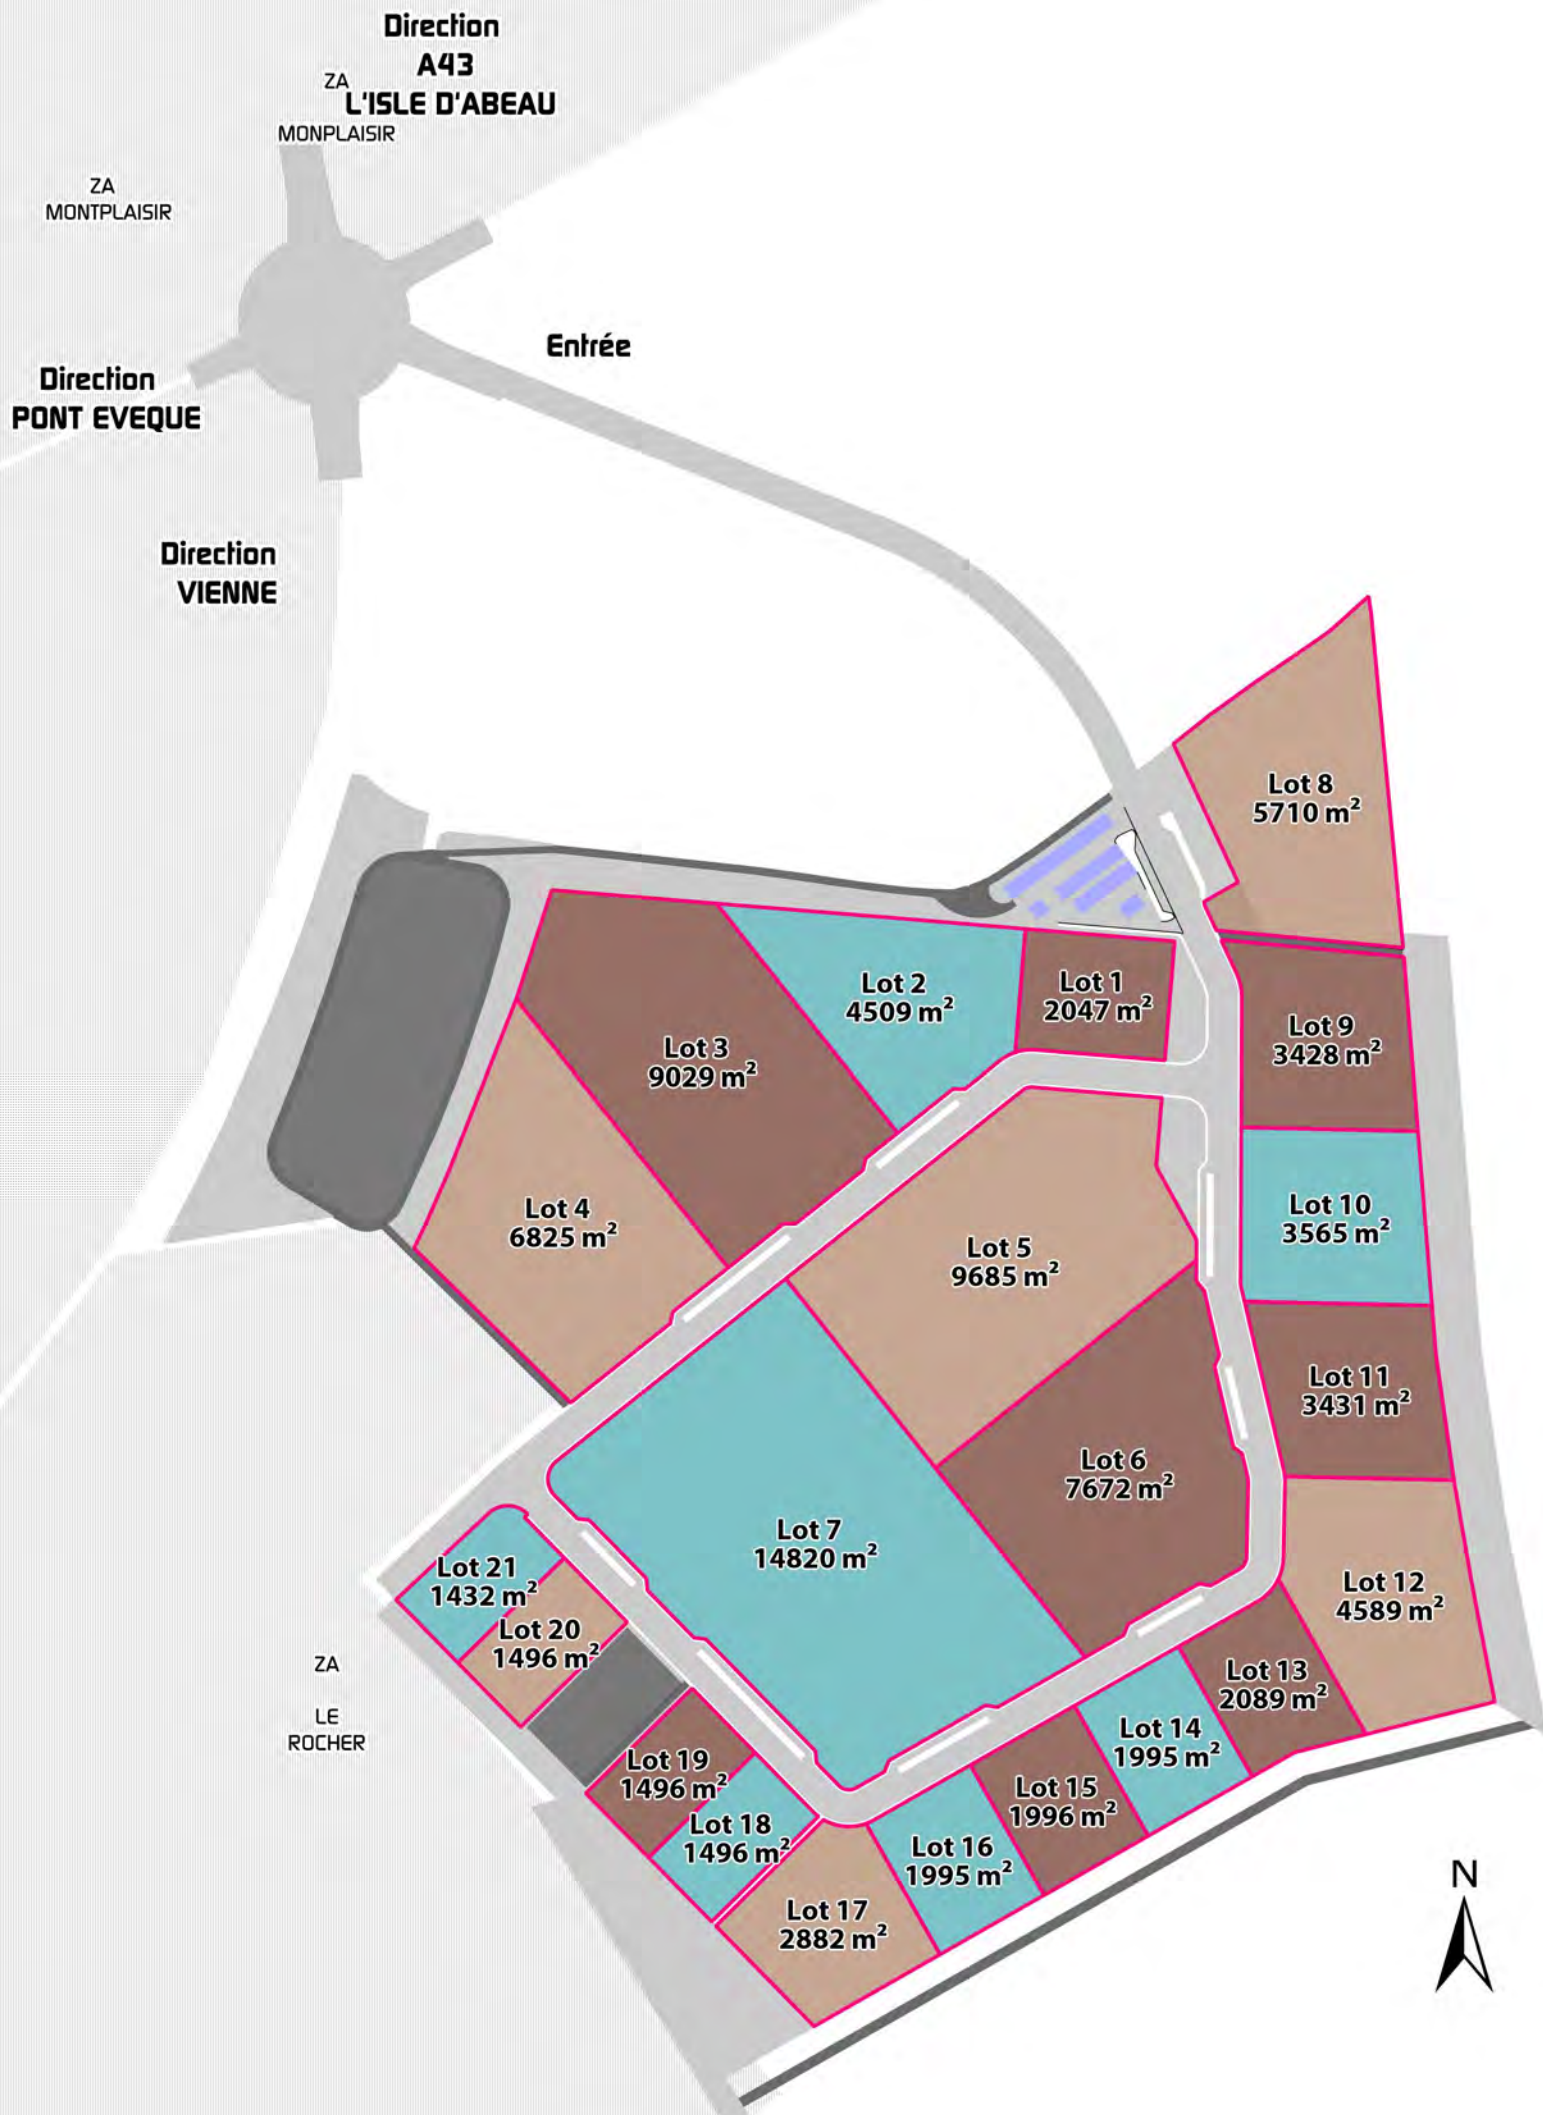 Direction
A43
ZA
L'ISLE D'ABEAU
MONPLAISIR
ZA
MONTPLAISIR
Entrée
Direction
PONT EVEQUE
Direction
VIENNE
Lot 8
5710 m²
Lot 2
4509 m²
Lot 1
2047 m²
Lot 9
3428 m²
Lot 3
9029 m²
Lot 4
6825 m²
Lot 10
3565 m²
Lot 5
9685 m²
Lot 11
3431 m²
Lot 6
7672 m²
Lot 7
14820 m²
Lot 21
1432 m²
Lot 12
4589 m²
Lot 20
1496 m²
ZA
LE
ROCHER
Lot 13
2089 m²
Lot 14
1995 m²
Lot 19
1496 m²
Lot 15
1996 m²
Lot 18
1496 m²
Lot 16
1995 m²
Lot 17
2882 m²
N